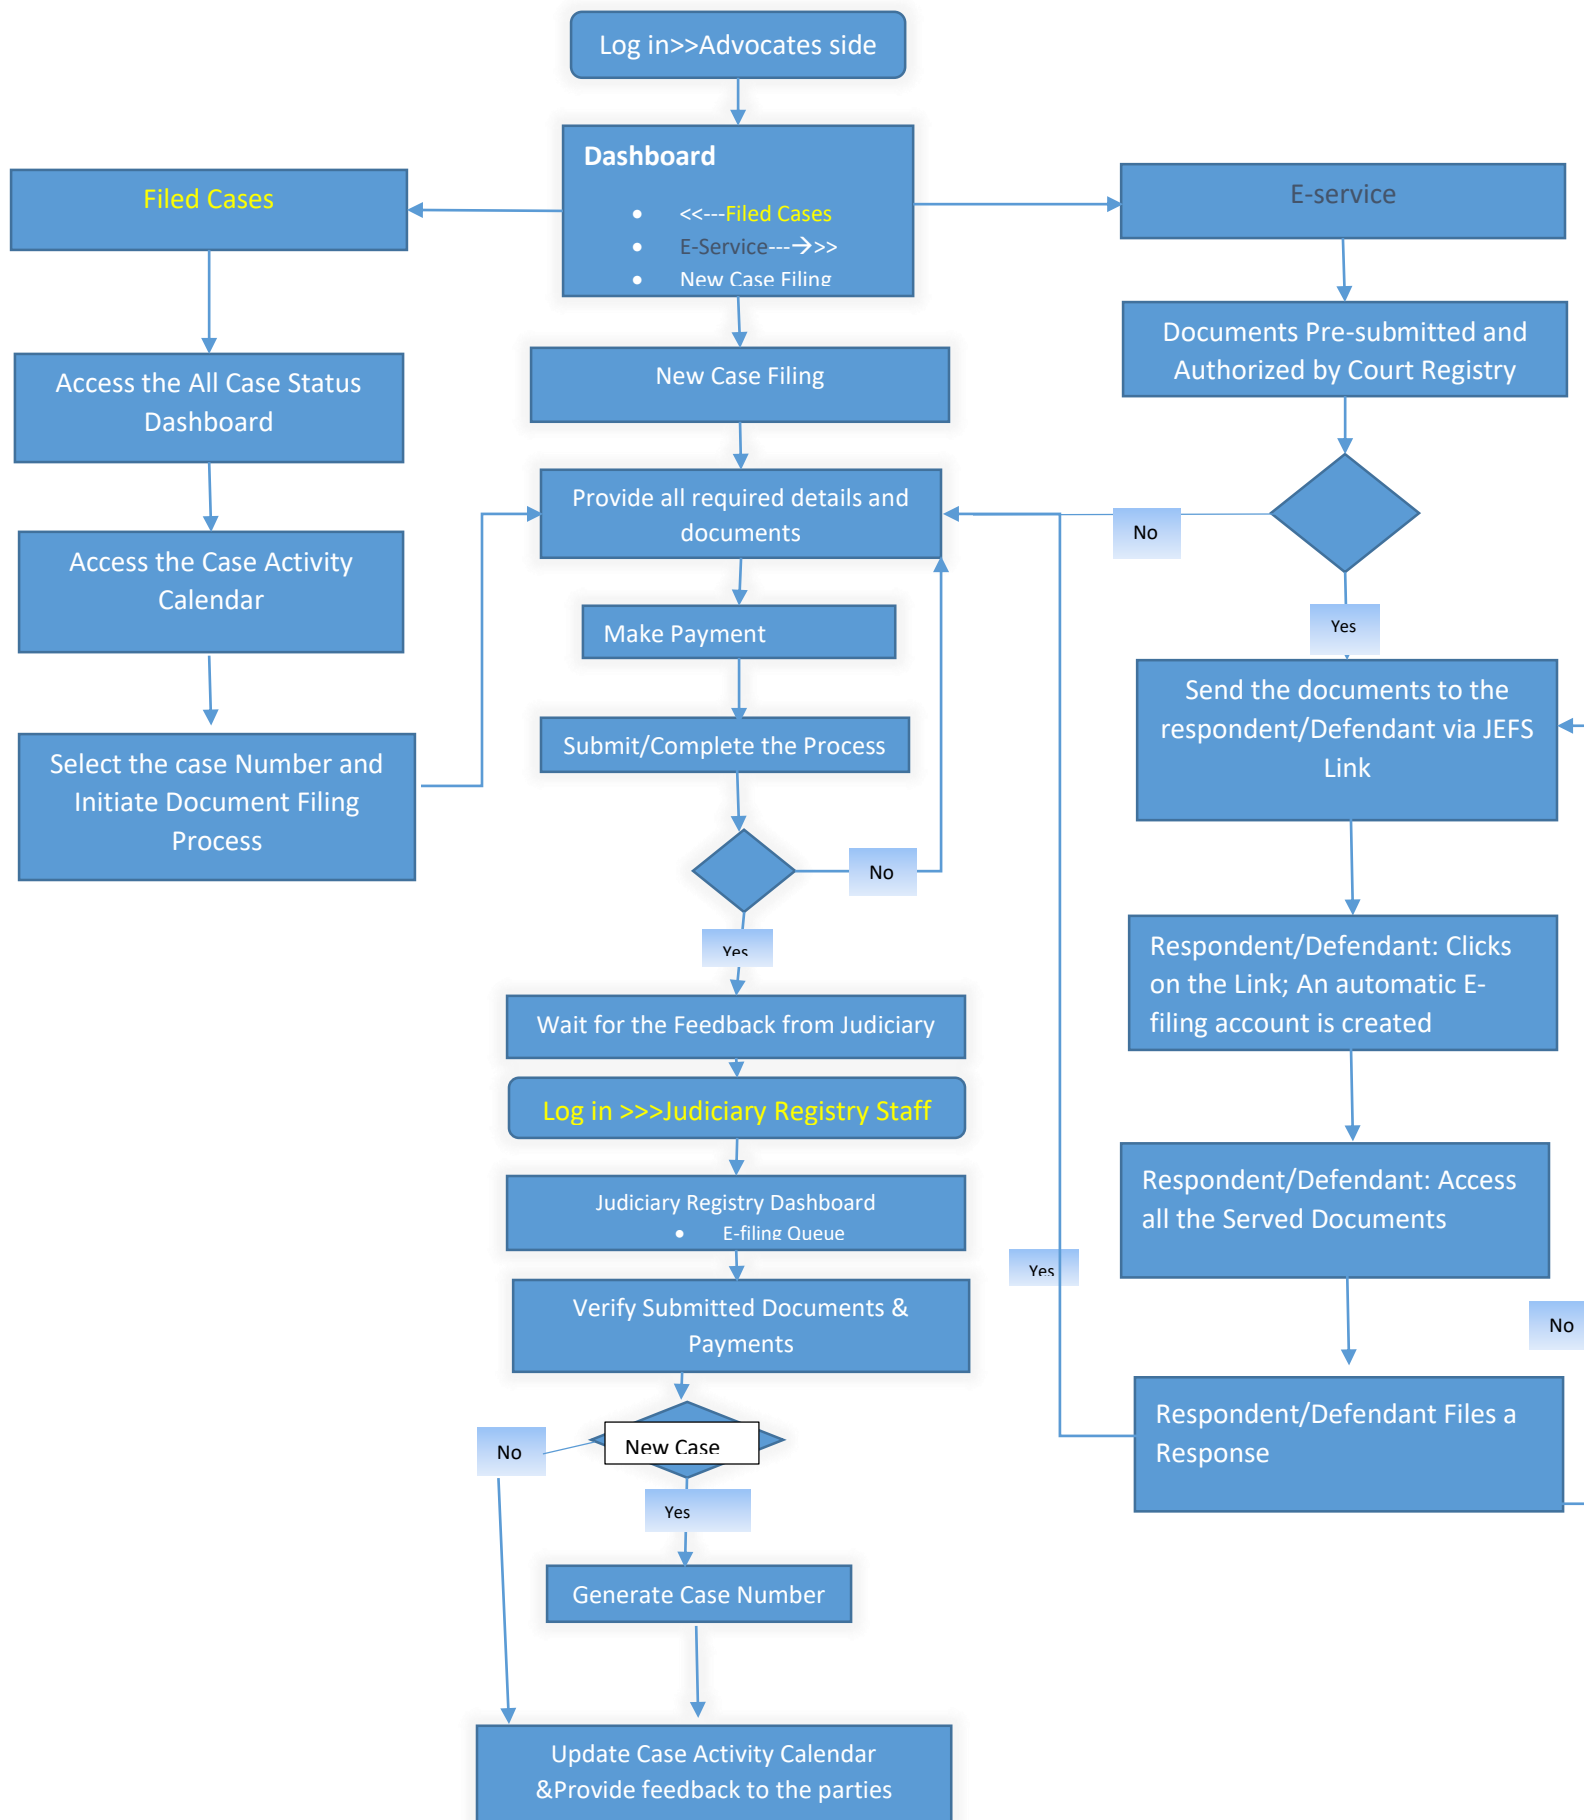 Log in>>Advocates side
Dashboard
• <<---Filed Cases
• E-Service---→>>
• New Case Filing
Filed Cases
Access the All Case Status
Dashboard
Access the Case Activity
Calendar
Select the case Number and
Initiate Document Filing
Process
New Case Filing
Provide all required details and
documents
Make Payment
Submit/Complete the Process
No
Yes
Wait for the Feedback from Judiciary
Log in >>>Judiciary Registry Staff
Judiciary Registry Dashboard
• E-filing Queue
Verify Submitted Documents &
Payments
New Case
No
Yes
Generate Case Number
Update Case Activity Calendar
&Provide feedback to the parties
E-service
Documents Pre-submitted and
Authorized by Court Registry
No
Yes
Send the documents to the
respondent/Defendant via JEFS
Link
Respondent/Defendant: Clicks
on the Link; An automatic E-
filing account is created
Respondent/Defendant: Access
all the Served Documents
Yes
No
Respondent/Defendant Files a
Response